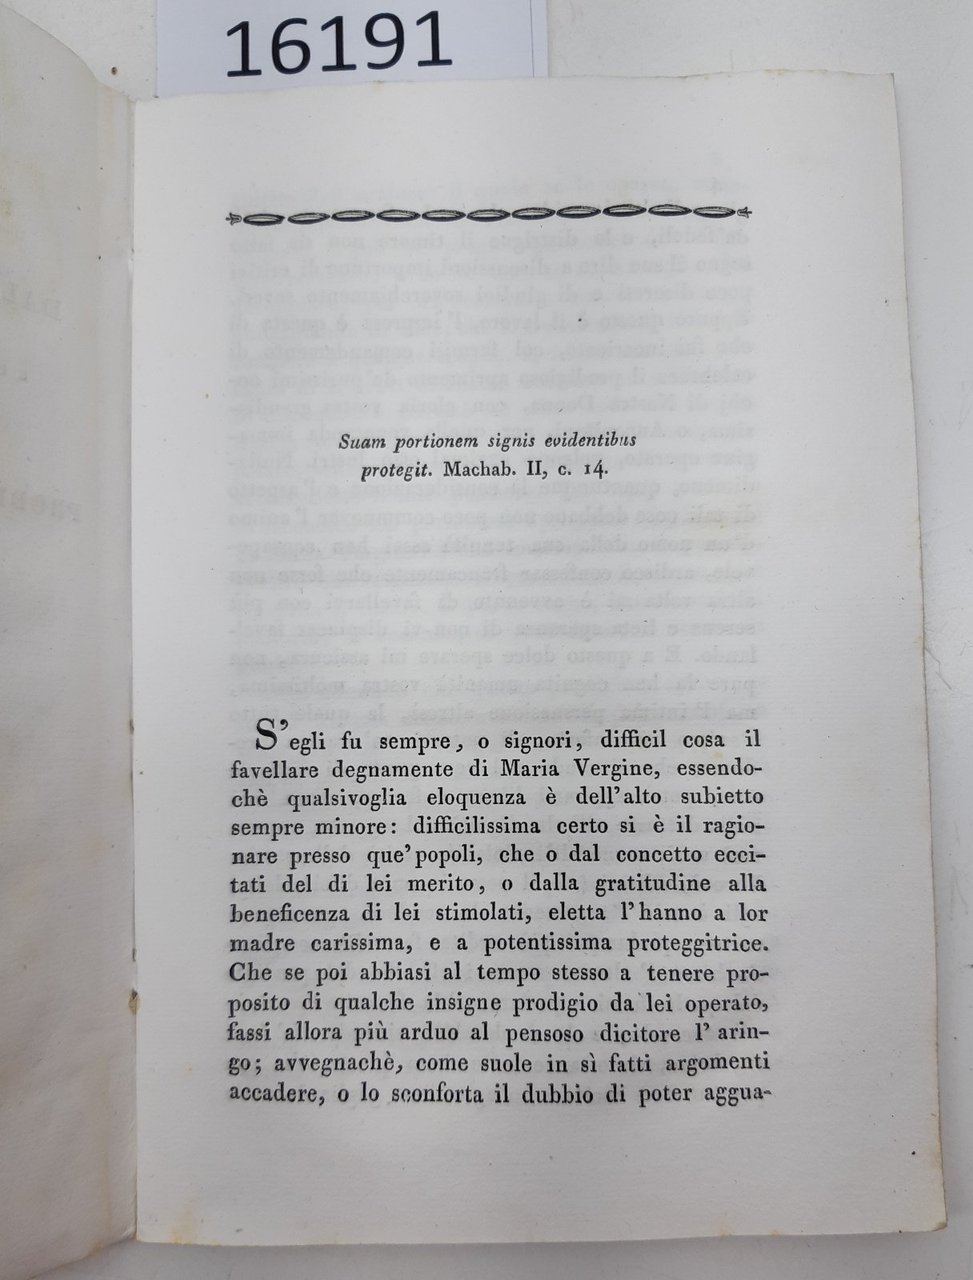 16191
Suam portionem signis evidentibus
protegit. Machab. II, c. 14.
S'egli fu sempre, o signori, difficil cosa il
favellare degnamente di Maria Vergine, essendo-
chè qualsivoglia eloquenza è dell'alto subietto
sempre minore: difficilissima certo si è il ragio-
nare presso que'popoli, che o dal concetto ecci-
tati del di lei merito, o dalla gratitudine alla
beneficenza di lei stimolati, eletta l'hanno a lor
madre carissima, e a potentissima proteggitrice.
Che se poi abbiasi al tempo stesso a tenere pro-
posito di qualche insigne prodigio da lei operato,
fassi allora più arduo al pensoso dicitore l'arin-
go; avvegnachè, come suole in sì fatti argomenti
accadere, o lo sconforta il dubbio di poter aggua-